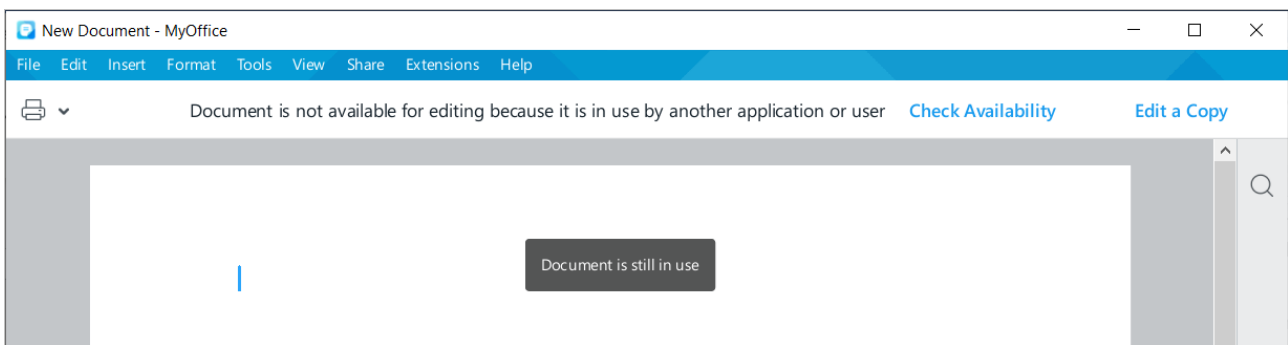 New Document - MyOffice
File Edit Insert Format Tools View Share Extensions Help
Document is not available for editing because it is in use by another application or user Check Availability Edit a Copy
Document is still in use